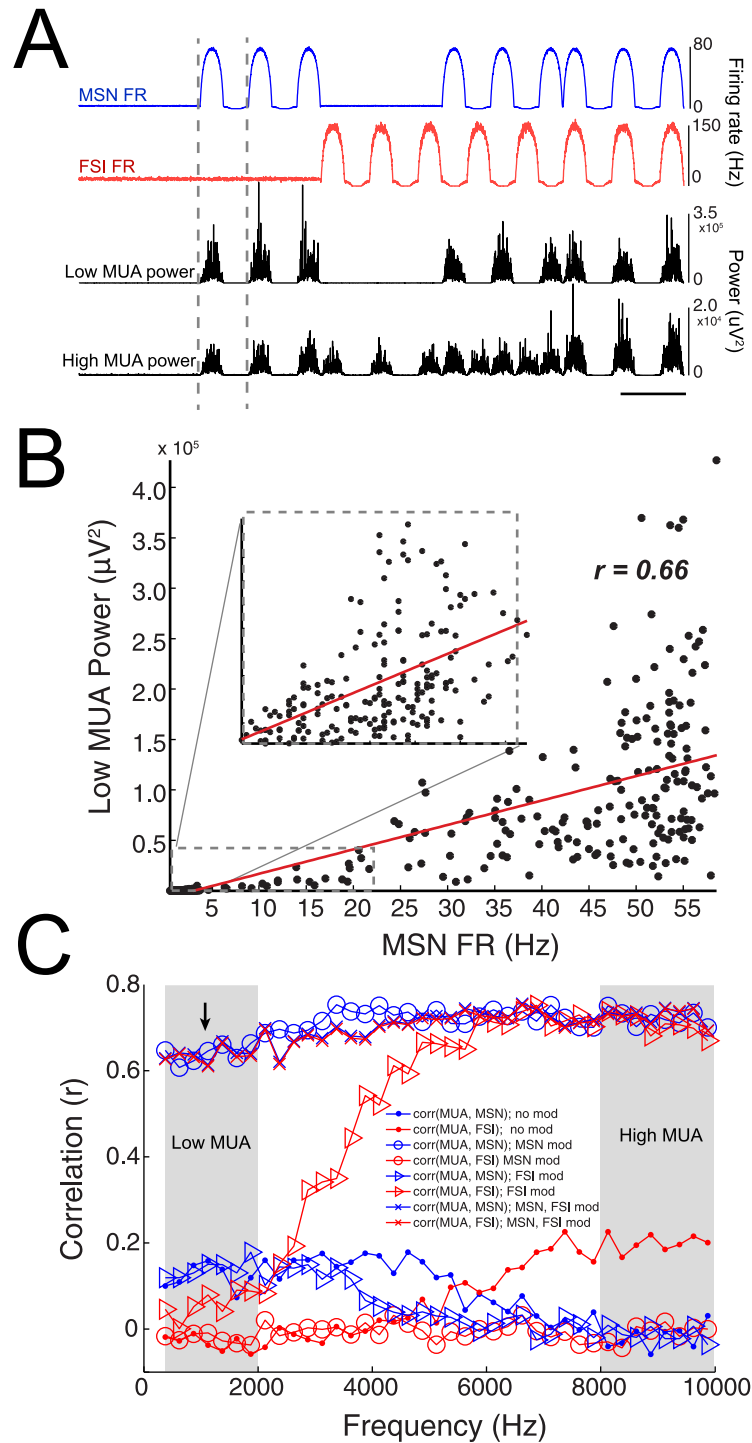 A
MSN FR
80
0
Firing rate (Hz)
FSI FR
150
0
Low MUA power
3.5
x10⁵
0
High MUA power
2.0
x10⁴
0
Power (uV²)
B
x 10⁵
4.0
3.5
3.0
2.5
2.0
1.5
1.0
0.5
Low MUA Power (µV²)
r = 0.66
5 10 15 20 25 30 35 40 45 50 55
MSN FR (Hz)
C
0.8
0.6
0.4
0.2
0
Correlation (r)
Low MUA
High MUA
corr(MUA, MSN); no mod
corr(MUA, FSI); no mod
corr(MUA, MSN); MSN mod
corr(MUA, FSI) MSN mod
corr(MUA, MSN); FSI mod
corr(MUA, FSI); FSI mod
corr(MUA, MSN); MSN, FSI mod
corr(MUA, FSI); MSN, FSI mod
0 2000 4000 6000 8000 10000
Frequency (Hz)